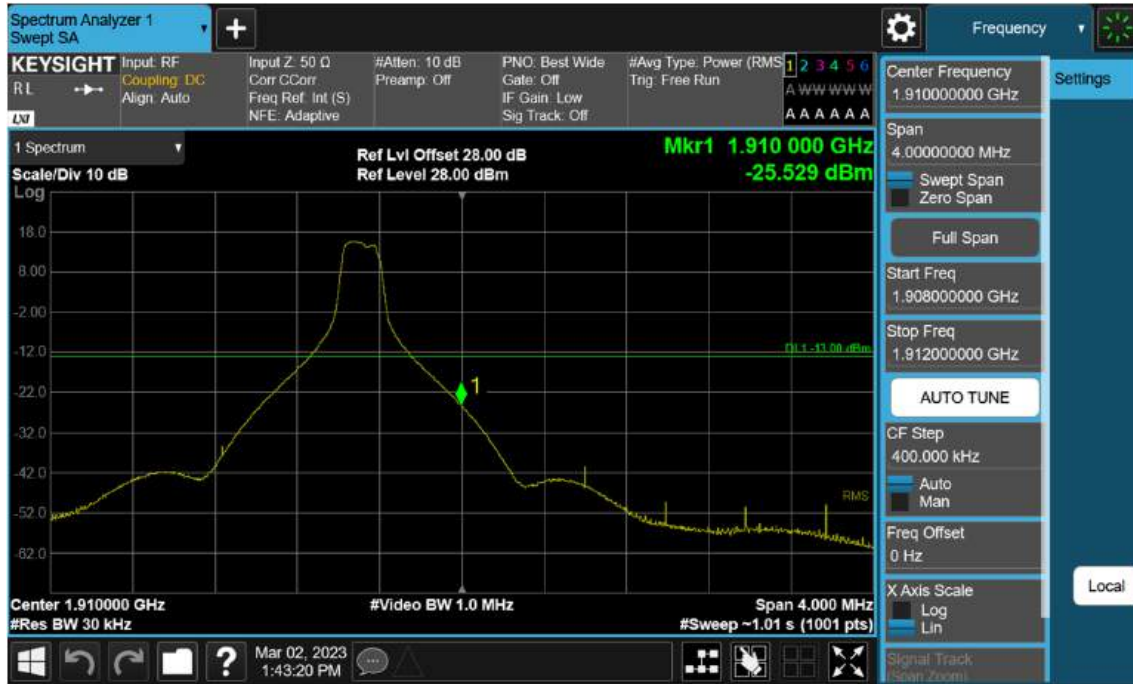 Spectrum Analyzer 1
Swept SA
Frequency
KEYSIGHT
RL
LXI
Input: RF
Coupling: DC
Align: Auto
Input Z: 50 Ω
Corr CCorr
Freq Ref: Int (S)
NFE: Adaptive
#Atten: 10 dB
Preamp: Off
PNO: Best Wide
Gate: Off
IF Gain: Low
Sig Track: Off
#Avg Type: Power (RMS
Trig: Free Run
1 2 3 4 5 6
A W W W W W
A A A A A A
1 Spectrum
Scale/Div 10 dB
Ref Lvl Offset 28.00 dB
Ref Level 28.00 dBm
Mkr1 1.910 000 GHz
-25.529 dBm
Log
18.0
8.00
-2.00
-12.0
DL1 -13.00 dBm
-22.0
1
-32.0
-42.0
RMS
-52.0
-62.0
Center 1.910000 GHz
#Video BW 1.0 MHz
Span 4.000 MHz
#Res BW 30 kHz
#Sweep ~1.01 s (1001 pts)
Center Frequency
1.910000000 GHz
Settings
Span
4.00000000 MHz
Swept Span
Zero Span
Full Span
Start Freq
1.908000000 GHz
Stop Freq
1.912000000 GHz
AUTO TUNE
CF Step
400.000 kHz
Auto
Man
Freq Offset
0 Hz
X Axis Scale
Log
Lin
Local
Signal Track
(Span Zoom)
?
Mar 02, 2023
1:43:20 PM